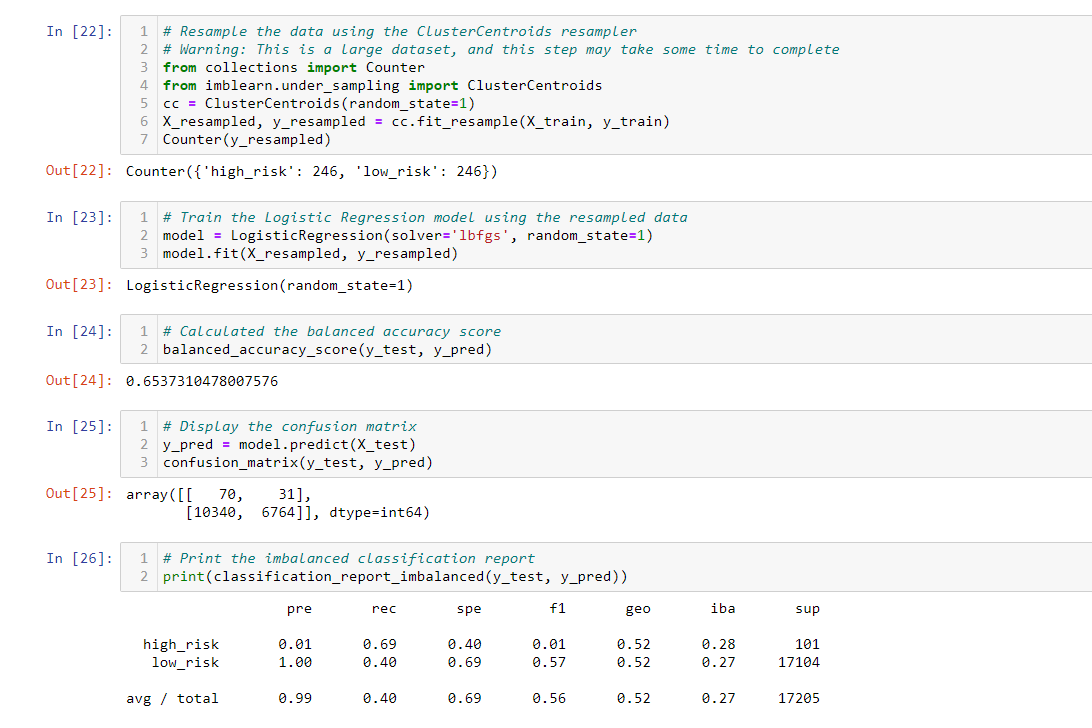 In [22]: 1 # Resample the data using the ClusterCentroids resampler
2 # Warning: This is a large dataset, and this step may take some time to complete
3 from collections import Counter
4 from imblearn.under_sampling import ClusterCentroids
5 cc = ClusterCentroids(random_state=1)
6 X_resampled, y_resampled = cc.fit_resample(X_train, y_train)
7 Counter(y_resampled)
Out[22]: Counter({'high_risk': 246, 'low_risk': 246})
In [23]: 1 # Train the Logistic Regression model using the resampled data
2 model = LogisticRegression(solver='lbfgs', random_state=1)
3 model.fit(X_resampled, y_resampled)
Out[23]: LogisticRegression(random_state=1)
In [24]: 1 # Calculated the balanced accuracy score
2 balanced_accuracy_score(y_test, y_pred)
Out[24]: 0.6537310478007576
In [25]: 1 # Display the confusion matrix
2 y_pred = model.predict(X_test)
3 confusion_matrix(y_test, y_pred)
Out[25]: array([[   70,    31],
       [10340,  6764]], dtype=int64)
In [26]: 1 # Print the imbalanced classification report
2 print(classification_report_imbalanced(y_test, y_pred))
pre rec spe f1 geo iba sup
high_risk 0.01 0.69 0.40 0.01 0.52 0.28 101
low_risk 1.00 0.40 0.69 0.57 0.52 0.27 17104
avg / total 0.99 0.40 0.69 0.56 0.52 0.27 17205